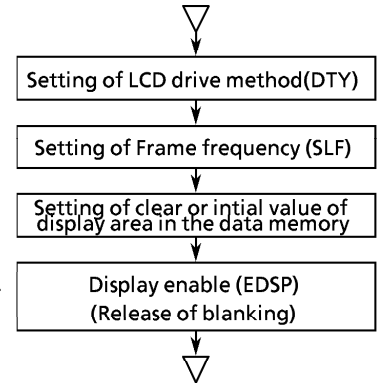 Setting of LCD drive method(DTY)
Setting of Frame frequency (SLF)
Setting of clear or intial value of
display area in the data memory
Display enable (EDSP)
(Release of blanking)